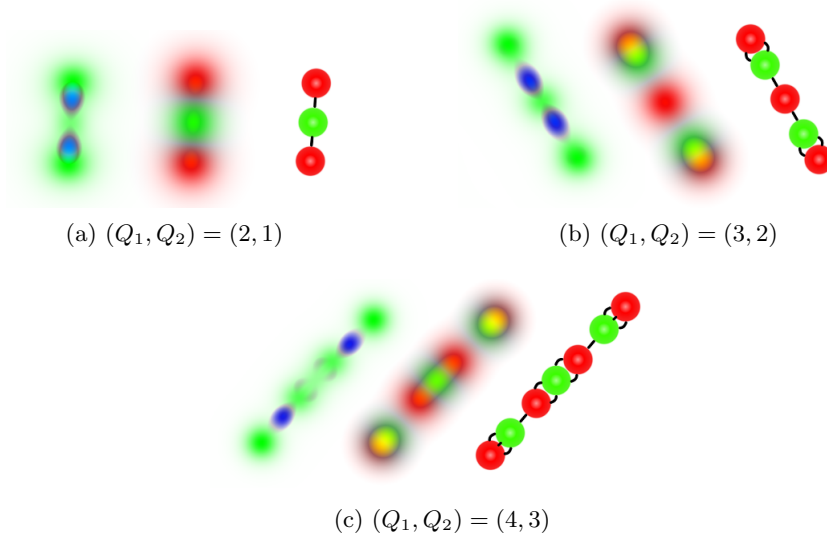 (a) (Q₁, Q₂) = (2, 1)
(b) (Q₁, Q₂) = (3, 2)
(c) (Q₁, Q₂) = (4, 3)